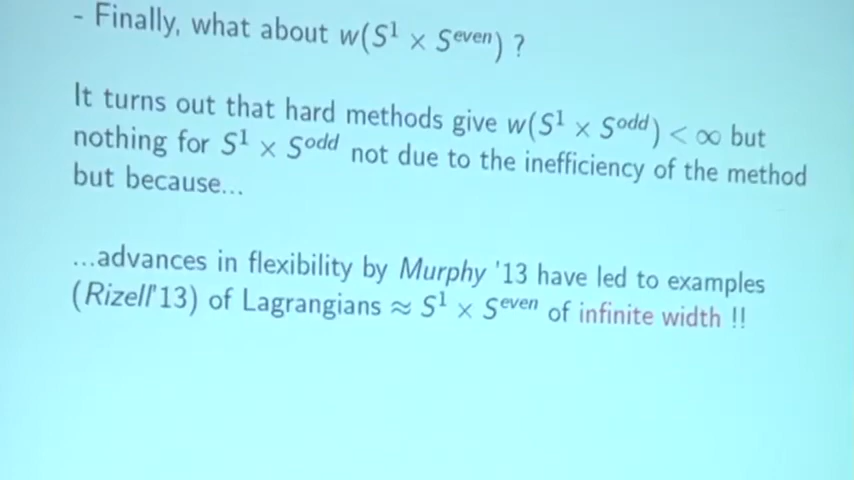 - Finally, what about w(S¹ × S^even) ?
It turns out that hard methods give w(S¹ × S^odd) < ∞ but
nothing for S¹ × S^odd not due to the inefficiency of the method
but because...
...advances in flexibility by Murphy '13 have led to examples
(Rizell'13) of Lagrangians ≈ S¹ × S^even of infinite width !!